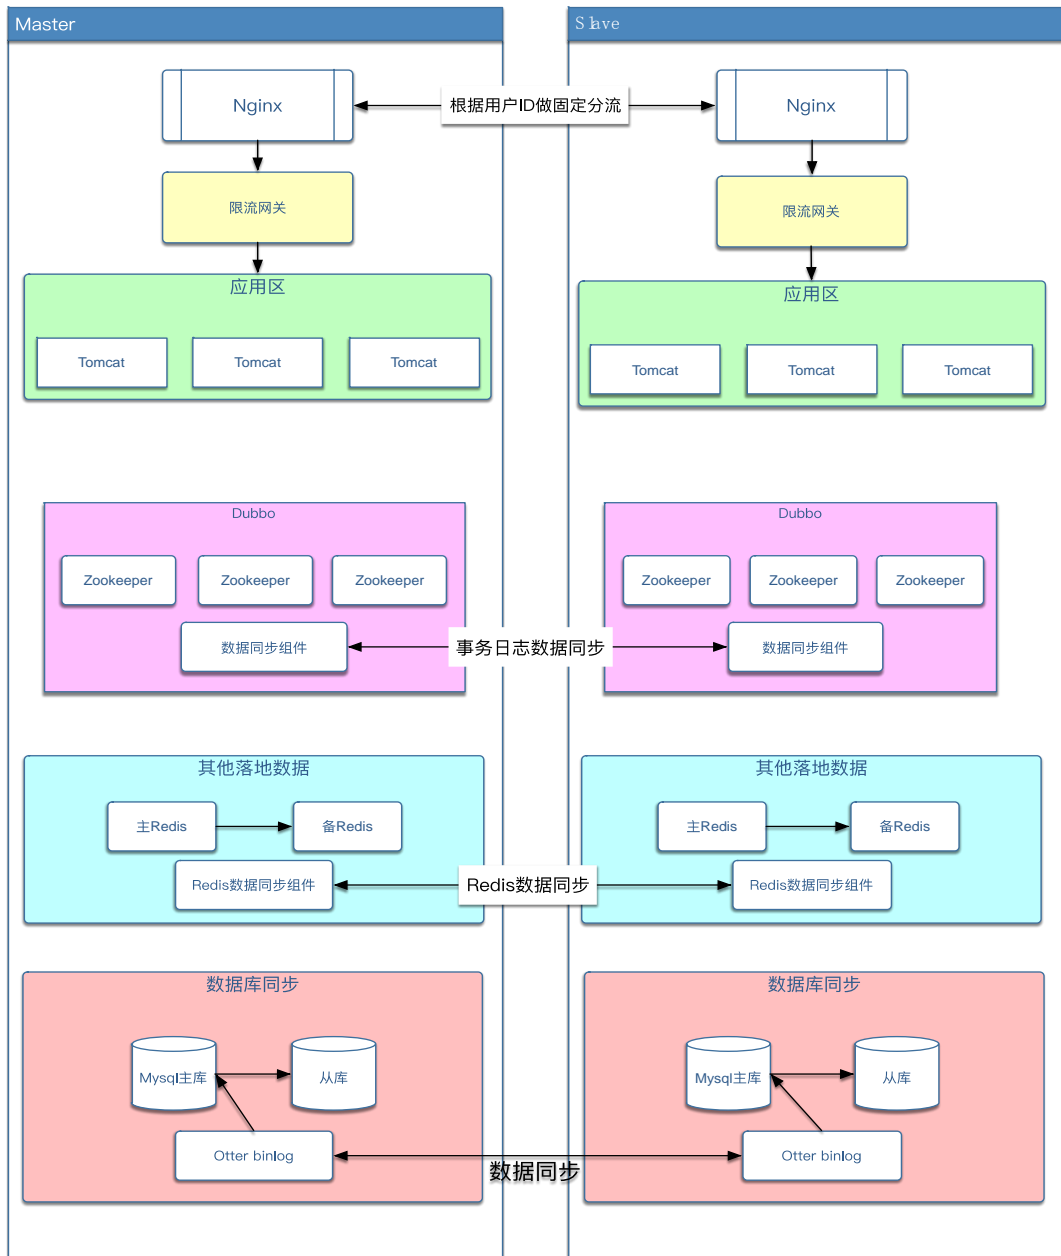 Master
Slave
Nginx
根据用户ID做固定分流
Nginx
限流网关
限流网关
应用区
应用区
Tomcat
Tomcat
Tomcat
Tomcat
Tomcat
Tomcat
Dubbo
Dubbo
Zookeeper
Zookeeper
Zookeeper
Zookeeper
Zookeeper
Zookeeper
数据同步组件
事务日志数据同步
数据同步组件
其他落地数据
其他落地数据
主Redis
备Redis
主Redis
备Redis
Redis数据同步组件
Redis数据同步
Redis数据同步组件
数据库同步
数据库同步
Mysql主库
从库
Mysql主库
从库
Otter binlog
数据同步
Otter binlog